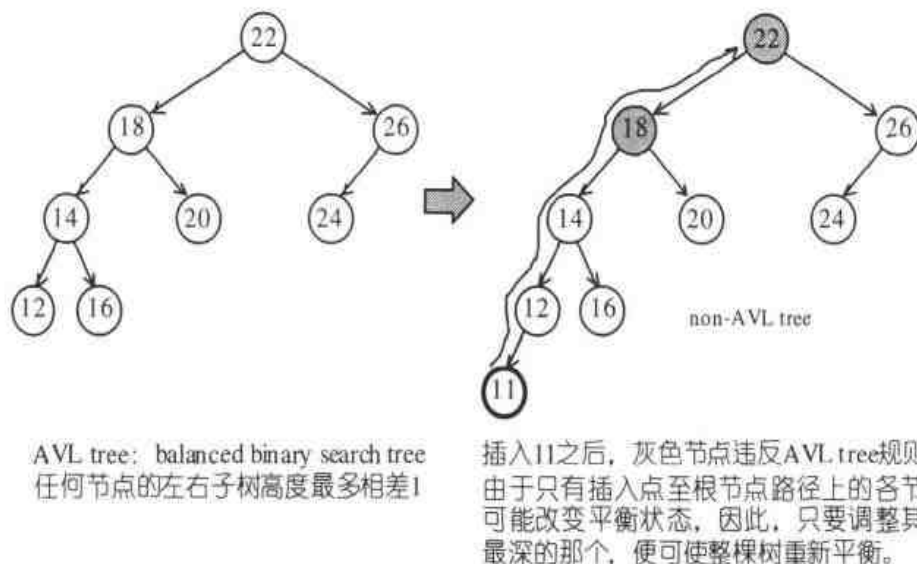 22
18
26
14
20
24
12
16
22
18
26
14
20
24
12
16
non-AVL tree
11
AVL tree: balanced binary search tree
任何节点的左右子树高度最多相差1
插入11之后，灰色节点违反AVL tree规则
由于只有插入点至根节点路径上的各节
可能改变平衡状态，因此，只要调整其
最深的那个，便可使整棵树重新平衡。